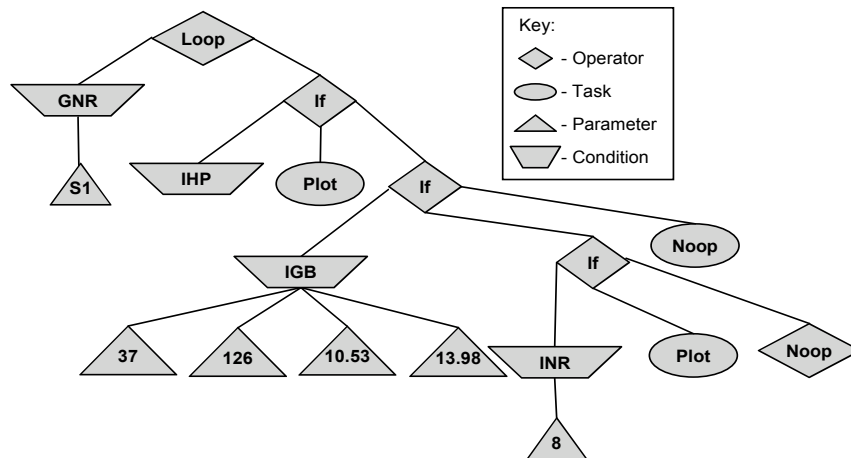 Key:
- Operator
- Task
- Parameter
- Condition
Loop
GNR
If
S1
IHP
Plot
If
Noop
IGB
If
37
126
10.53
13.98
INR
Plot
Noop
8